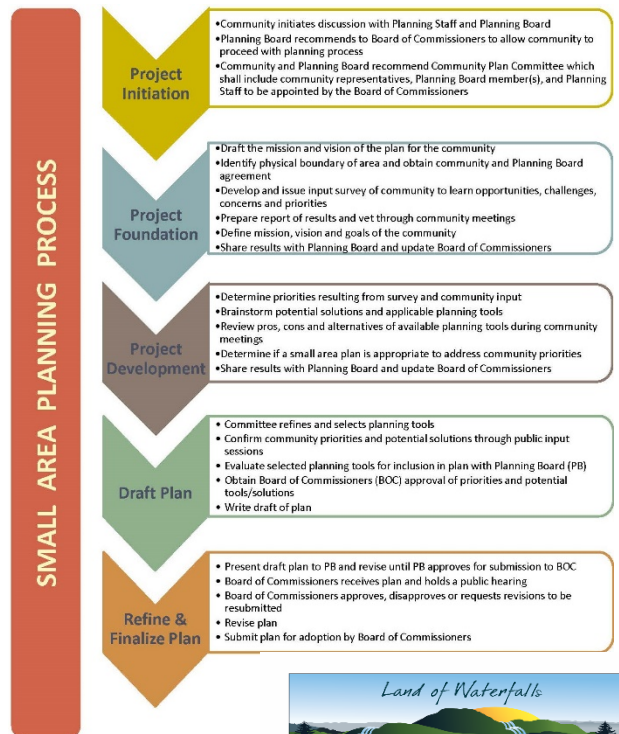 SMALL AREA PLANNING PROCESS
Project
Initiation
•Community initiates discussion with Planning Staff and Planning Board
•Planning Board recommends to Board of Commissioners to allow community to
proceed with planning process
•Community and Planning Board recommend Community Plan Committee which
shall include community representatives, Planning Board member(s), and Planning
Staff to be appointed by the Board of Commissioners
Project
Foundation
•Draft the mission and vision of the plan for the community
•Identify physical boundary of area and obtain community and Planning Board
agreement
•Develop and issue input survey of community to learn opportunities, challenges,
concerns and priorities
•Prepare report of results and vet through community meetings
•Define mission, vision and goals of the community
•Share results with Planning Board and update Board of Commissioners
Project
Development
•Determine priorities resulting from survey and community input
•Brainstorm potential solutions and applicable planning tools
•Review pros, cons and alternatives of available planning tools during community
meetings
•Determine if a small area plan is appropriate to address community priorities
•Share results with Planning Board and update Board of Commissioners
Draft Plan
• Committee refines and selects planning tools
• Confirm community priorities and potential solutions through public input
sessions
• Evaluate selected planning tools for inclusion in plan with Planning Board (PB)
• Obtain Board of Commissioners (BOC) approval of priorities and potential
tools/solutions
• Write draft of plan
Refine &
Finalize Plan
• Present draft plan to PB and revise until PB approves for submission to BOC
• Board of Commissioners receives plan and holds a public hearing
• Board of Commissioners approves, disapproves or requests revisions to be
resubmitted
• Revise plan
• Submit plan for adoption by Board of Commissioners
Land of Waterfalls